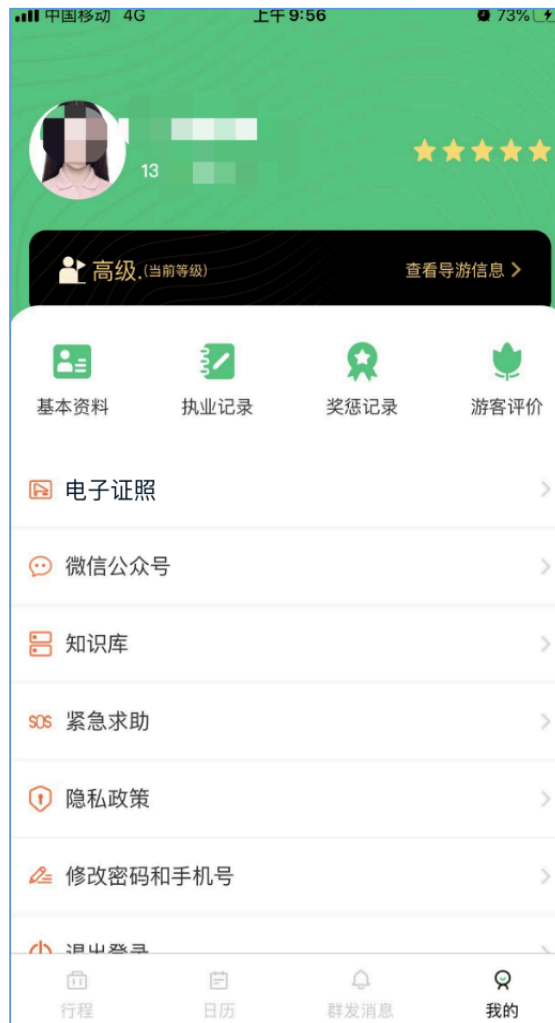 中国移动 4G 上午9:56 73%
13
高级.(当前等级) 查看导游信息
基本资料 执业记录 奖惩记录 游客评价
电子证照
微信公众号
知识库
SOS 紧急求助
隐私政策
修改密码和手机号
退出登录
行程 日历 群发消息 我的